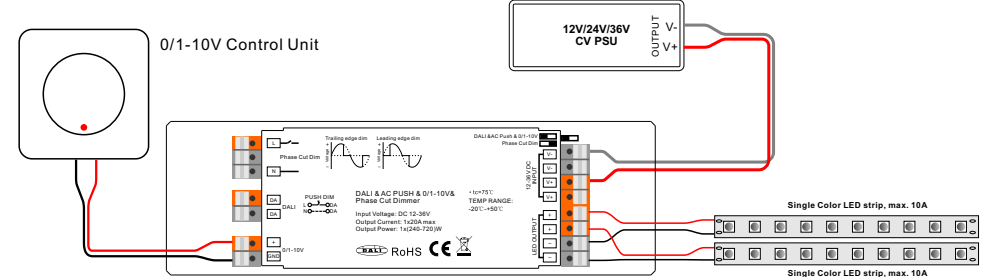 0/1-10V Control Unit
12V/24V/36V
CV PSU
OUTPUT
V-
V+
L
Phase Cut Dim
N
Trailing edge dim
Leading edge dim
Voltage
DALI &AC Push & 0/1-10V
Phase Cut Dim
V-
V-
V+
V+
12-36V DC
INPUT
DA
DA
DALI
PUSH DIM
L DA
N DA
DALI & AC PUSH & 0/1-10V&
Phase Cut Dimmer
Input Voltage: DC 12-36V
Output Current: 1x20A max
Output Power: 1x(240-720)W
• tc=75℃
TEMP RANGE:
-20℃-+50℃
+
GND
0/1-10V
DALI
RoHS
CE
+
+
−
−
LED OUTPUT
Single Color LED strip, max. 10A
Single Color LED strip, max. 10A